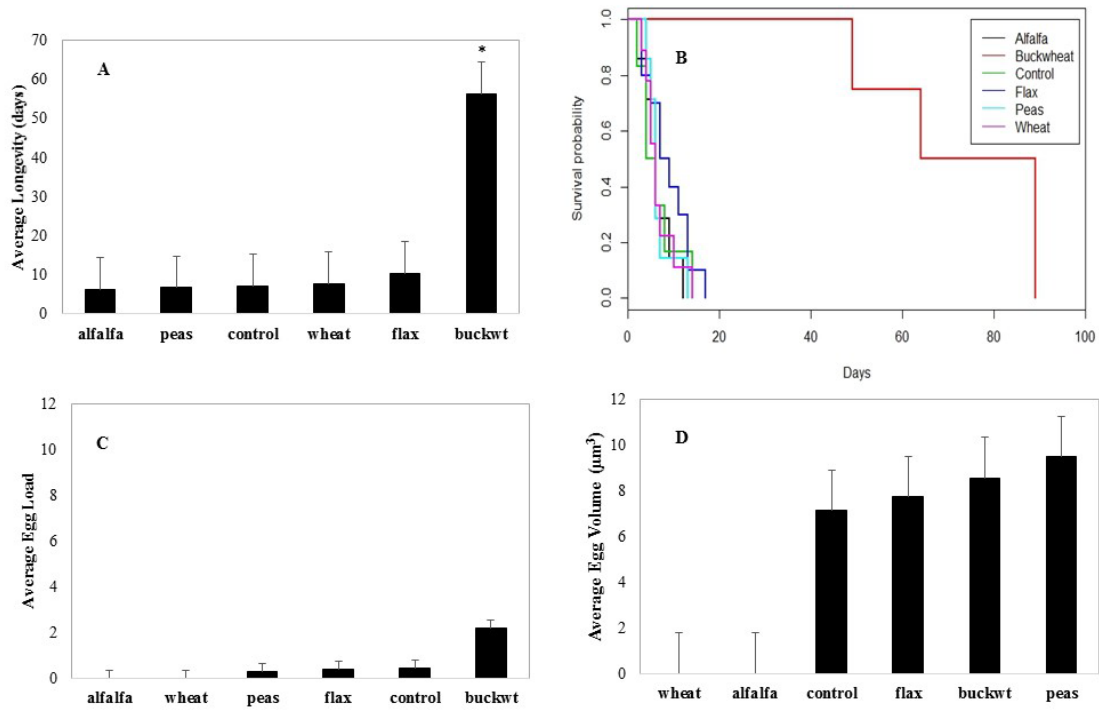 A
*
Average Longevity (days)
70
60
50
40
30
20
10
0
alfalfa peas control wheat flax buckwt
B
Survival probability
1.0
0.8
0.6
0.4
0.2
0.0
0 20 40 60 80 100
Days
Alfalfa
Buckwheat
Control
Flax
Peas
Wheat
C
Average Egg Load
12
10
8
6
4
2
0
alfalfa wheat peas flax control buckwt
D
Average Egg Volume (µm³)
12
10
8
6
4
2
0
wheat alfalfa control flax buckwt peas